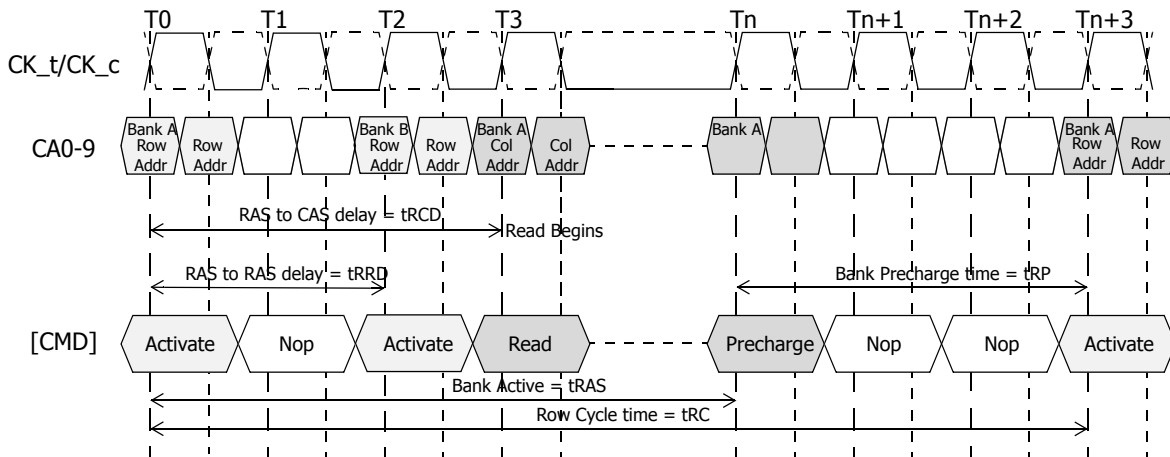 T0 T1 T2 T3 Tn Tn+1 Tn+2 Tn+3
CK_t/CK_c
CA0-9
Bank A
Row
Addr
Row
Addr
Bank B
Row
Addr
Row
Addr
Bank A
Col
Addr
Col
Addr
Bank A
Bank A
Row
Addr
Row
Addr
RAS to CAS delay = tRCD
Read Begins
RAS to RAS delay = tRRD
Bank Precharge time = tRP
[CMD]
Activate Nop Activate Read Precharge Nop Nop Activate
Bank Active = tRAS
Row Cycle time = tRC